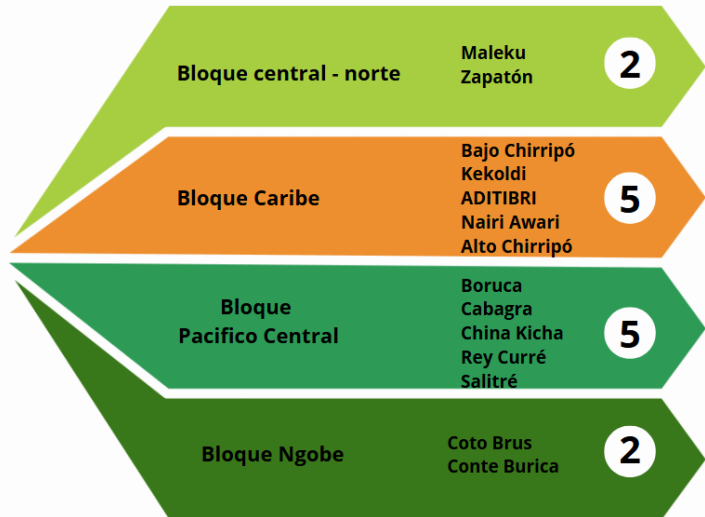 Bloque central - norte
Maleku
Zapatón
2
Bloque Caribe
Bajo Chirripó
Kekoldi
ADITIBRI
Nairi Awari
Alto Chirripó
5
Bloque
Pacifico Central
Boruca
Cabagra
China Kicha
Rey Curré
Salitré
5
Bloque Ngobe
Coto Brus
Conte Burica
2